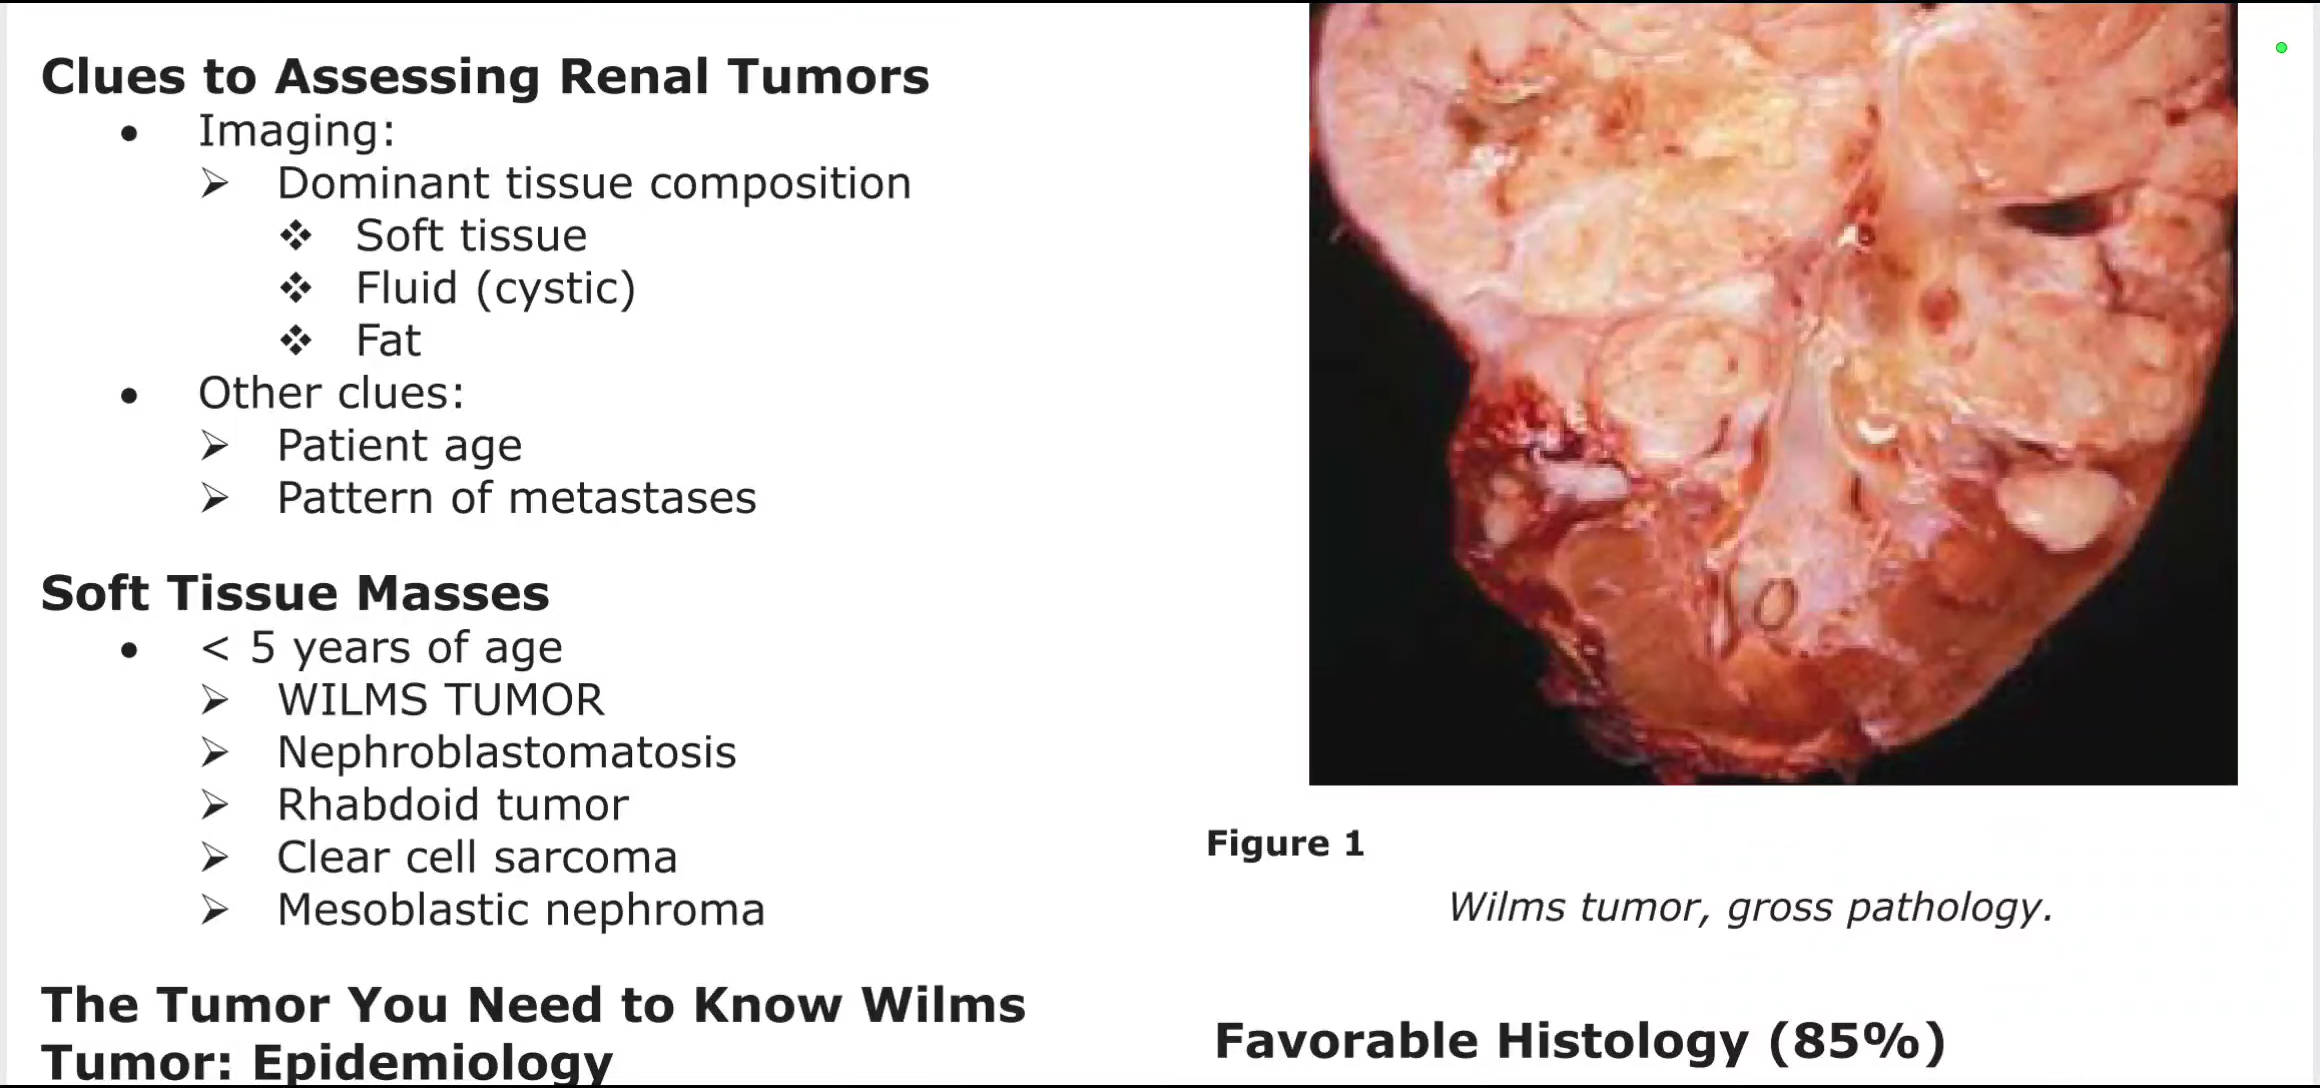 Clues to Assessing Renal Tumors
• Imaging:
➢ Dominant tissue composition
❖ Soft tissue
❖ Fluid (cystic)
❖ Fat
• Other clues:
➢ Patient age
➢ Pattern of metastases
Soft Tissue Masses
• < 5 years of age
➢ WILMS TUMOR
➢ Nephroblastomatosis
➢ Rhabdoid tumor
➢ Clear cell sarcoma
➢ Mesoblastic nephroma
The Tumor You Need to Know Wilms
Tumor: Epidemiology
Figure 1
Wilms tumor, gross pathology.
Favorable Histology (85%)